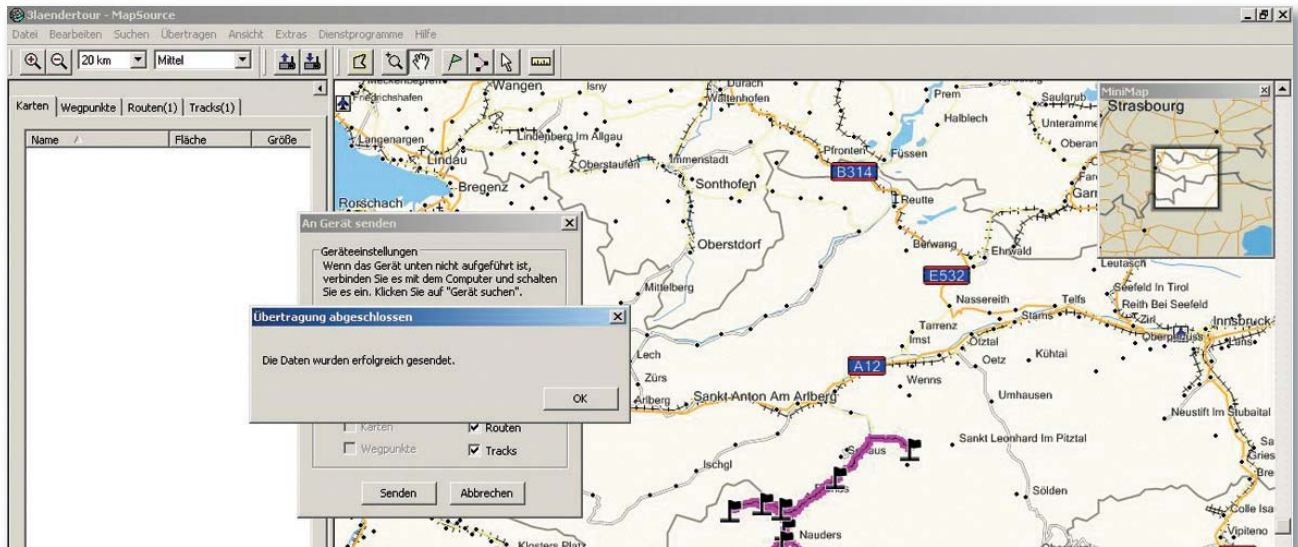 3laendertour - MapSource
Datei Bearbeiten Suchen Übertragen Ansicht Extras Dienstprogramme Hilfe
20 km Mittel
Karten Wegpunkte Routen(1) Tracks(1)
Name Fläche Größe
An Gerät senden
Geräteeinstellungen
Wenn das Gerät unten nicht aufgeführt ist,
verbinden Sie es mit dem Computer und schalten
Sie es ein. Klicken Sie auf "Gerät suchen".
Übertragung abgeschlossen
Die Daten wurden erfolgreich gesendet.
OK
Karten Routen
Wegpunkte Tracks
Senden Abbrechen
MiniMap
Strasbourg
Wangen
Isny
Durach
Waltenhofen
Prem
Saulgrub
Friedrichshafen
Halblech
Langenargen
Lindenberg Im Allgau
Lindau
Oberstaufen
Immenstadt
Pfronten
Füssen
B314
Bregenz
Sonthofen
Reutte
Rorschach
Oberstdorf
Berwang
Ehrwald
E532
Leutasch
Mittelberg
Seefeld In Tirol
Nassereith
Telfs
Reith Bei Seefeld
Stams
Zirl
Innsbruck
Tarrenz
Imst
Ötztal
Lech
Oetz
Kühtai
A12
Zürs
Wenns
Arlberg
Sankt Anton Am Arlberg
Umhausen
Neustift Im Stubaital
Sankt Leonhard Im Pitztal
Ischgl
Sölden
Colle Isa
Nauders
Vipiteno
Klosters Platz